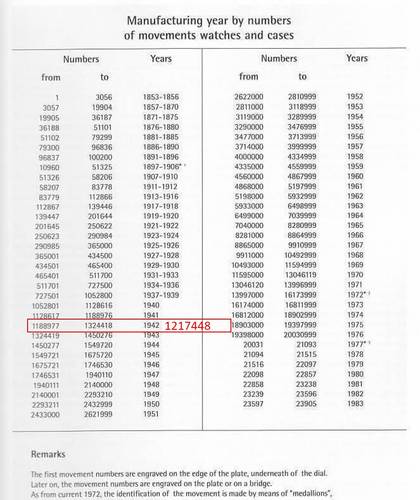 Manufacturing year by numbers
of movements watches and cases
Numbers Years Numbers Years
from to from to
1 3056 1853-1856 2622000 2810999 1952
3057 19904 1857-1870 2811000 3118999 1953
19905 36187 1871-1875 3119000 3289999 1954
36188 51101 1876-1880 3290000 3476999 1955
51102 79299 1881-1885 3477000 3713999 1956
79300 96836 1886-1890 3714000 3999999 1957
96837 100200 1891-1896 4000000 4334999 1958
10960 51325 1897-1906* 4335000 4559999 1959
51326 58206 1907-1910 4560000 4867999 1960
58207 83778 1911-1912 4868000 5197999 1961
83779 112866 1913-1916 5198000 5932999 1962
112867 139446 1917-1918 5933000 6498999 1963
139447 201644 1919-1920 6499000 7039999 1964
201645 250622 1921-1922 7040000 8280999 1965
250623 290984 1923-1924 8281000 8864999 1966
290985 365000 1925-1926 8865000 9910999 1967
365001 434500 1927-1928 9911000 10492999 1968
434501 465400 1929-1930 10493000 11594999 1969
465401 511700 1931-1933 11595000 13046119 1970
511701 727500 1934-1936 13046120 13996999 1971
727501 1052800 1937-1939 13997000 16173999 1972*
1052801 1128616 1940 16174000 16811999 1973
1128617 1188976 1941 16812000 18902999 1974
1188977 1324418 1942 1217448 18903000 19397999 1975
1324419 1450276 1943 19398000 20030999 1976
1450277 1549720 1944 20031 21093 1977*
1549721 1675720 1945 21094 21515 1978
1675721 1746530 1946 21516 22097 1979
1746531 1940110 1947 22098 22857 1980
1940111 2140000 1948 22858 23238 1981
2140001 2293210 1949 23239 23596 1982
2293211 2432999 1950 23597 23905 1983
2433000 2621999 1951
Remarks
The first movement numbers are engraved on the edge of the plate, underneath of the dial.
Later on, the movement numbers are engraved on the plate or on a bridge.
As from current 1972, the identification of the movement is made by means of "medallions",